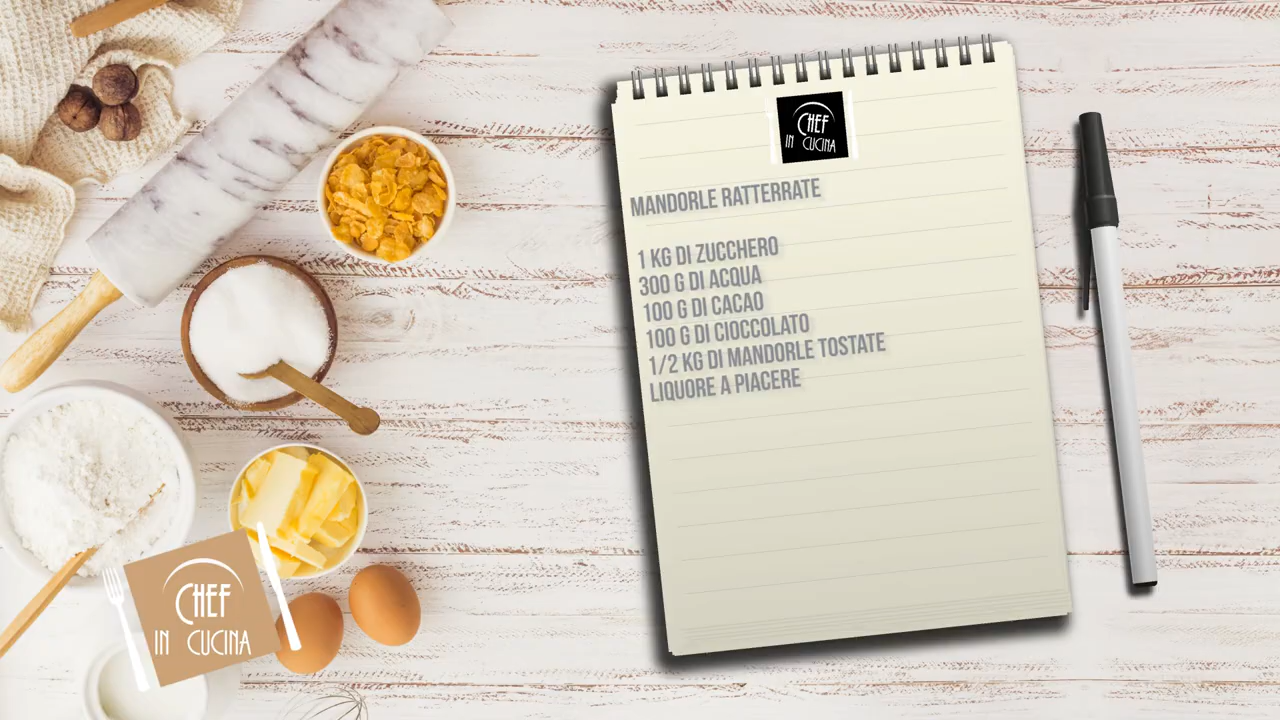 CHEF
IN CUCINA
MANDORLE RATTERRATE
1 KG DI ZUCCHERO
300 G DI ACQUA
100 G DI CACAO
100 G DI CIOCCOLATO
1/2 KG DI MANDORLE TOSTATE
LIQUORE A PIACERE
CHEF
IN CUCINA